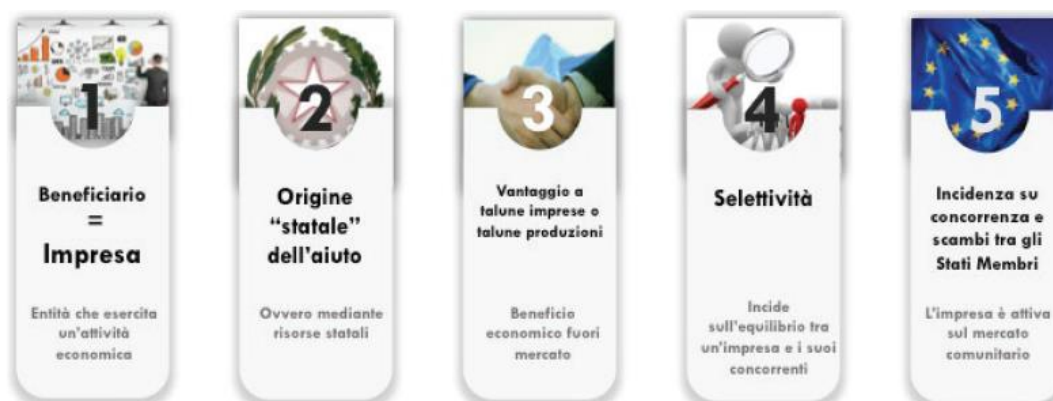 1
Beneficiario
=
Impresa
Entità che esercita
un'attività
economica
2
Origine
“statale”
dell'aiuto
Ovvero mediante
risorse statali
3
Vantaggio a
talune imprese o
talune produzioni
Beneficio
economico fuori
mercato
4
Selettività
Incide
sull'equilibrio tra
un'impresa e i suoi
concorrenti
5
Incidenza su
concorrenza e
scambi tra gli
Stati Membri
L'impresa è attiva
sul mercato
comunitario